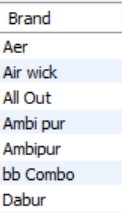 Brand
Aer
Air wick
All Out
Ambi pur
Ambipur
bb Combo
Dabur